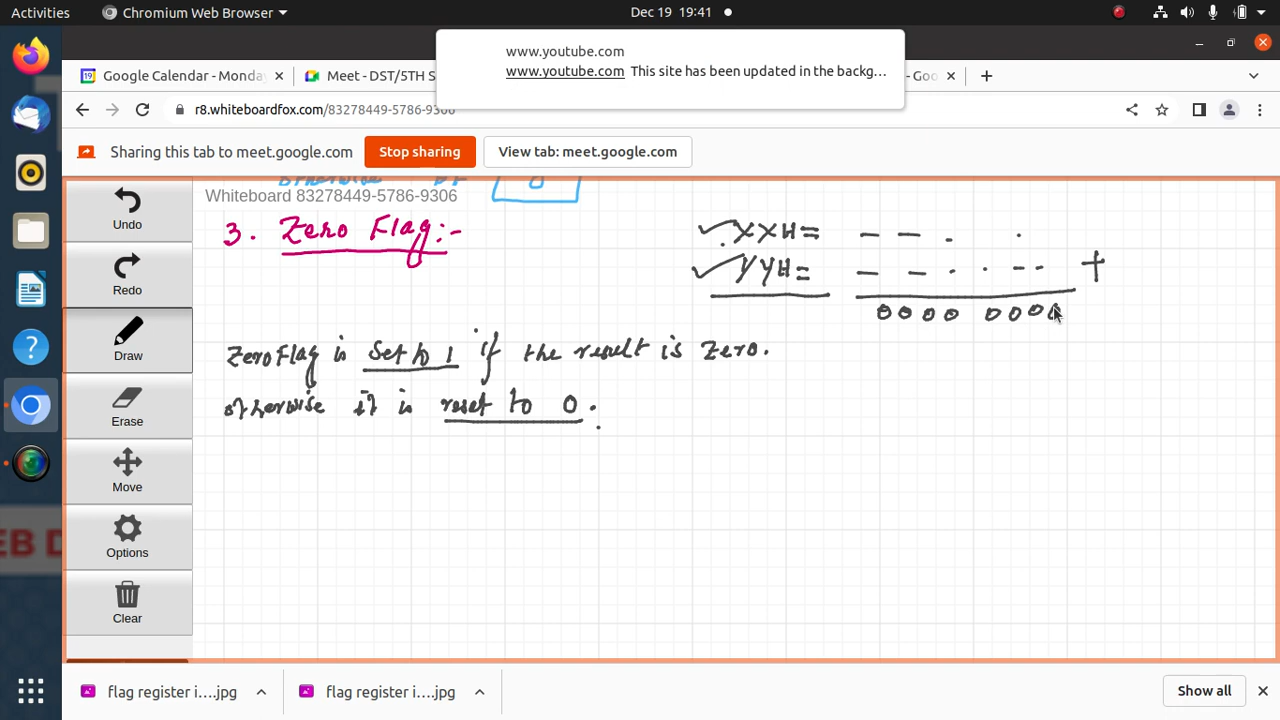 Activities
Chromium Web Browser
Dec 19 19:41
www.youtube.com
www.youtube.com This site has been updated in the backg...
Google Calendar - Monda
Meet - DST/5TH S
- Goo
r8.whiteboardfox.com/83278449-5786-9306
Sharing this tab to meet.google.com
Stop sharing
View tab: meet.google.com
Whiteboard 83278449-5786-9306
Otherwise
0
Undo
Redo
Draw
Erase
Move
Options
Clear
3. Zero Flag:-
XXH=
YYH= +
0000 0000
Zero Flag is Set to 1 if the result is Zero.
otherwise it is reset to 0.
flag register i....jpg
flag register i....jpg
Show all